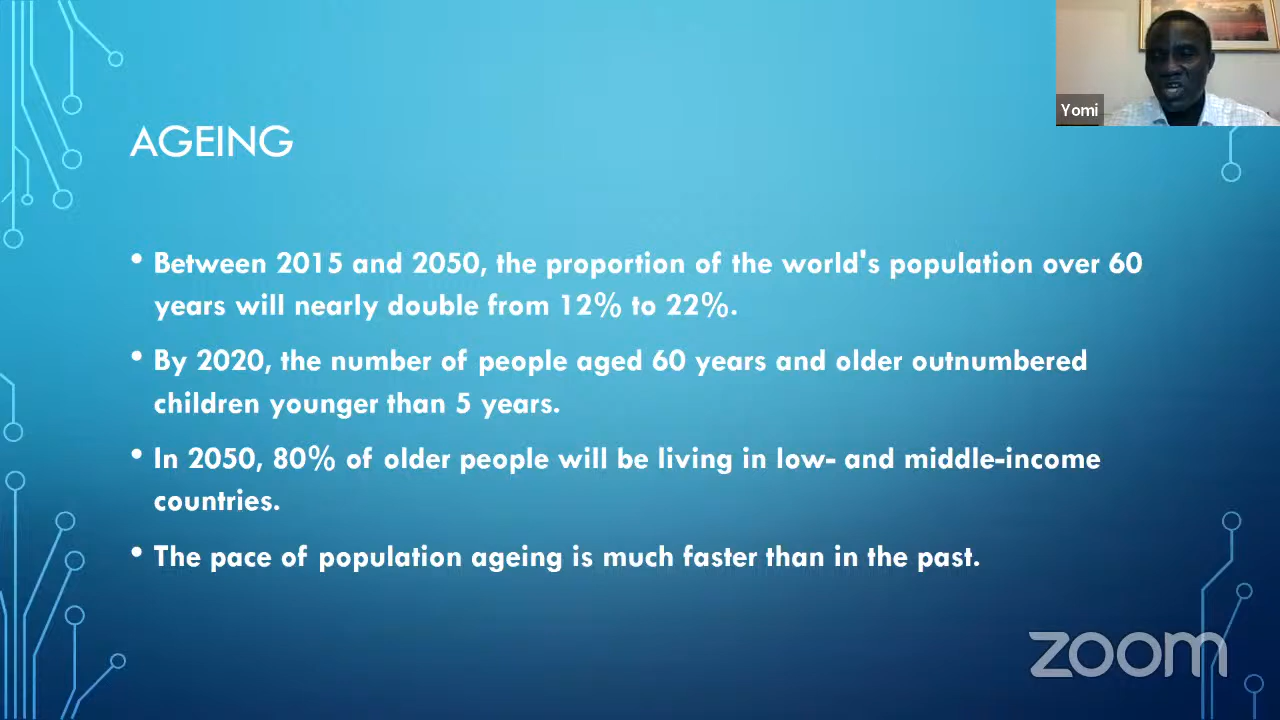 Yomi
AGEING
• Between 2015 and 2050, the proportion of the world's population over 60
years will nearly double from 12% to 22%.
• By 2020, the number of people aged 60 years and older outnumbered
children younger than 5 years.
• In 2050, 80% of older people will be living in low- and middle-income
countries.
• The pace of population ageing is much faster than in the past.
zoom